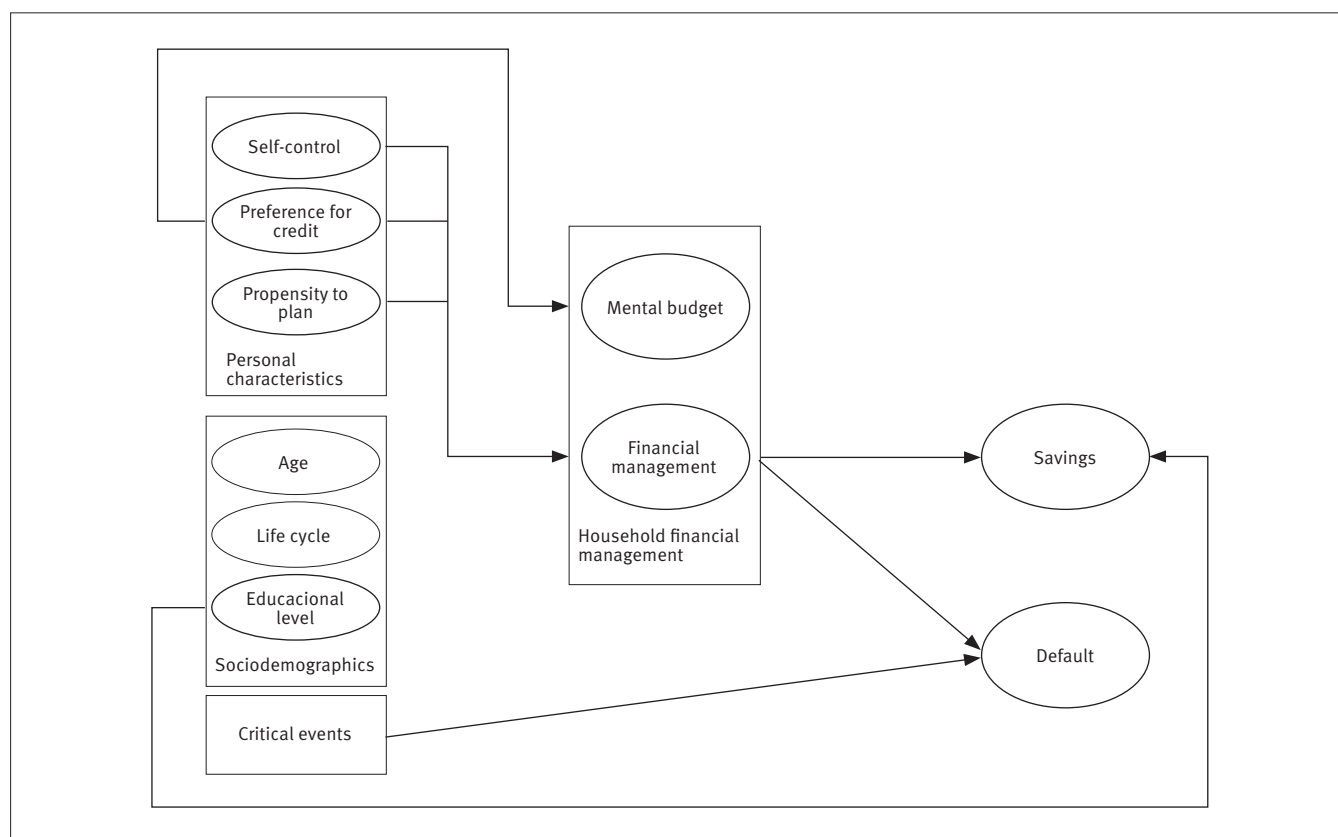 Self-control
Preference for
credit
Propensity to
plan
Personal
characteristics
Age
Life cycle
Educacional
level
Sociodemographics
Critical events
Mental budget
Financial
management
Household financial
management
Savings
Default